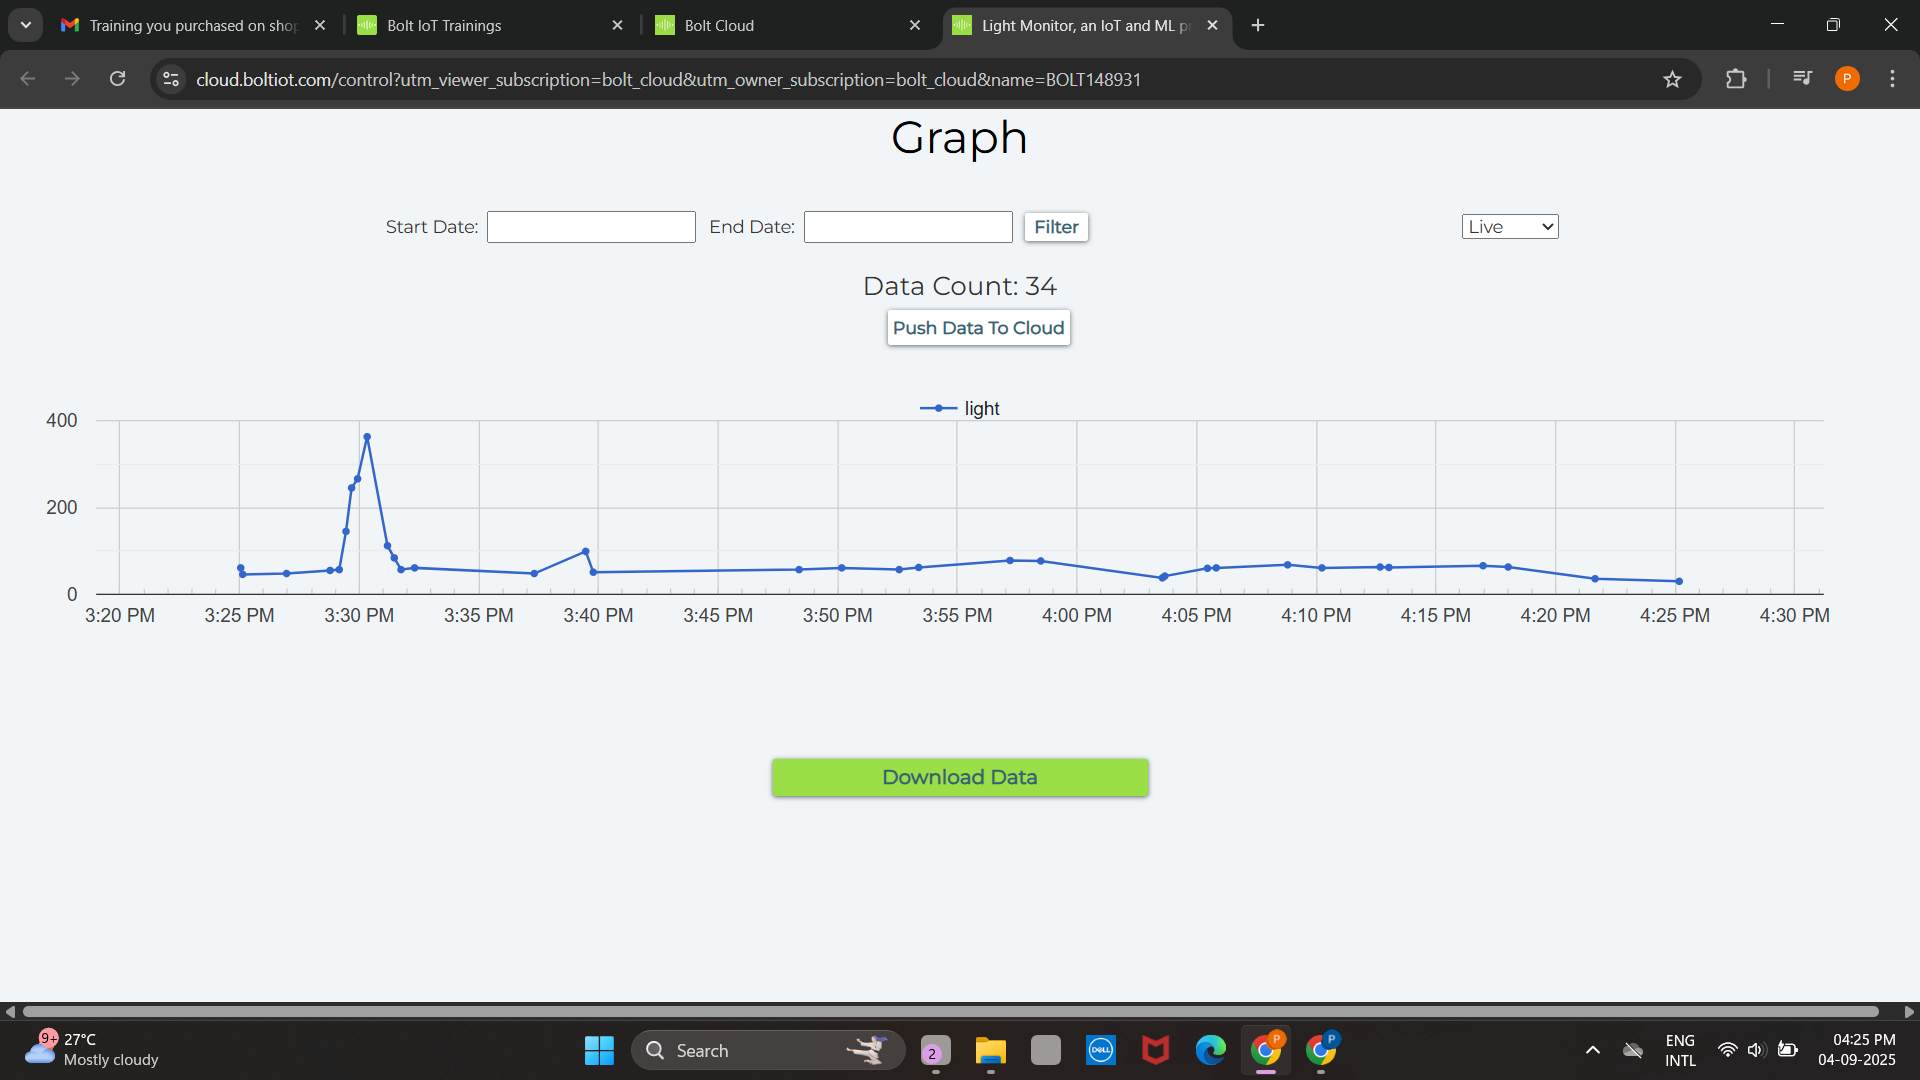 Training you purchased on shop
Bolt IoT Trainings
Bolt Cloud
Light Monitor, an IoT and ML p
cloud.boltiot.com/control?utm_viewer_subscription=bolt_cloud&utm_owner_subscription=bolt_cloud&name=BOLT148931
P
Graph
Start Date: End Date: Filter Live
Data Count: 34
Push Data To Cloud
light
400
200
0
3:20 PM 3:25 PM 3:30 PM 3:35 PM 3:40 PM 3:45 PM 3:50 PM 3:55 PM 4:00 PM 4:05 PM 4:10 PM 4:15 PM 4:20 PM 4:25 PM 4:30 PM
Download Data
9+ 27°C
Mostly cloudy
Search
2
DELL
P
P
ENG
INTL
04:25 PM
04-09-2025